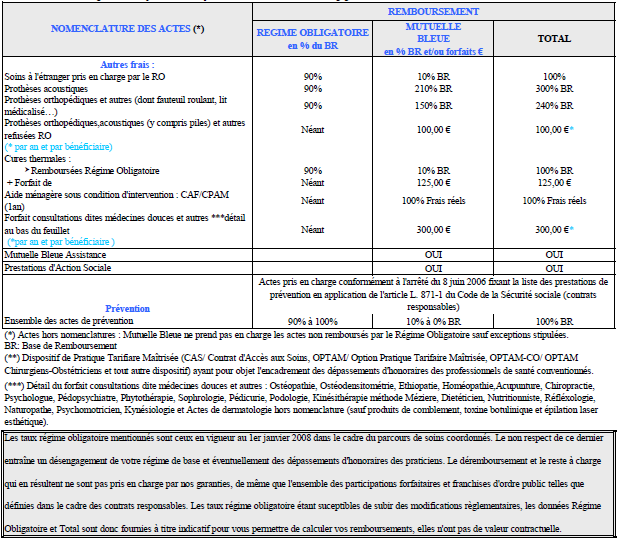 REMBOURSEMENT
NOMENCLATURE DES ACTES (*)
REGIME OBLIGATOIRE
en % du BR
MUTUELLE
BLEUE
en % BR et/ou forfaits €
TOTAL
Autres frais :
Soins à l'étranger pris en charge par le RO 90% 10% BR 100%
Prothèses acoustiques 90% 210% BR 300% BR
Prothèses orthopédiques et autres (dont fauteuil roulant, lit
médicalisé…) 90% 150% BR 240% BR
Prothèses orthopédiques,acoustiques (y compris piles) et autres
refusées RO Néant 100,00 € 100,00 €*
(* par an et par bénéficiaire)
Cures thermales :
➤Remboursées Régime Obligatoire 90% 10% BR 100% BR
+ Forfait de Néant 125,00 € 125,00 €
Aide ménagère sous condition d'intervention : CAF/CPAM
(1an) Néant 100% Frais réels 100% Frais réels
Forfait consultations dites médecines douces et autres ***détail
au bas du feuillet Néant 300,00 € 300,00 €*
(*par an et par bénéficiaire )
Mutuelle Bleue Assistance OUI OUI
Prestations d'Action Sociale OUI OUI
Actes pris en charge conformément à l'arrêté du 8 juin 2006 fixant la liste des prestations de
prévention en application de l'article L. 871-1 du Code de la Sécurité sociale (contrats
responsables)
Prévention
Ensemble des actes de prévention 90% à 100% 10% à 0% BR 100% BR
(*) Actes hors nomenclatures : Mutuelle Bleue ne prend pas en charge les actes non remboursés par le Régime Obligatoire sauf exceptions stipulées.
BR: Base de Remboursement
(**) Dispositif de Pratique Tarifiare Maîtrisée (CAS/ Contrat d'Accès aux Soins, OPTAM/ Option Pratique Tarifaire Maîtrisée, OPTAM-CO/ OPTAM
Chirurgiens-Obstétriciens et tout autre dispositif) ayant pour objet l'encadrement des dépassements d'honoraires des professionnels de santé conventionnés.
(***) Détail du forfait consultations dite médecines douces et autres : Ostéopathie, Ostéodensitométrie, Ethiopatie, Homéopathie,Acupunture, Chiropractie,
Psychologue, Pédopsychiatre, Phytothérapie, Sophrologie, Pédicurie, Podologie, Kinésithérapie méthode Méziere, Dietéticien, Nutritionniste, Réfléxologie,
Naturopathe, Psychomotricien, Kynésiologie et Actes de dermatologie hors nomenclature (sauf produits de comblement, toxine botulinique et épilation laser
esthétique).
Les taux régime obligatoire mentionnés sont ceux en vigueur au 1er janvier 2008 dans le cadre du parcours de soins coordonnés. Le non respect de ce dernier
entraîne un désengagement de votre régime de base et éventuellement des dépassements d'honoraires des praticiens. Le déremboursement et le reste à charge
qui en résultent ne sont pas pris en charge par nos garanties, de même que l'ensemble des participations forfaitaires et franchises d'ordre public telles que
définies dans le cadre des contrats responsables. Les taux régime obligatoire étant suceptibles de subir des modifications règlementaires, les données Régime
Obligatoire et Total sont donc fournies à titre indicatif pour vous permettre de calculer vos remboursements, elles n'ont pas de valeur contractuelle.